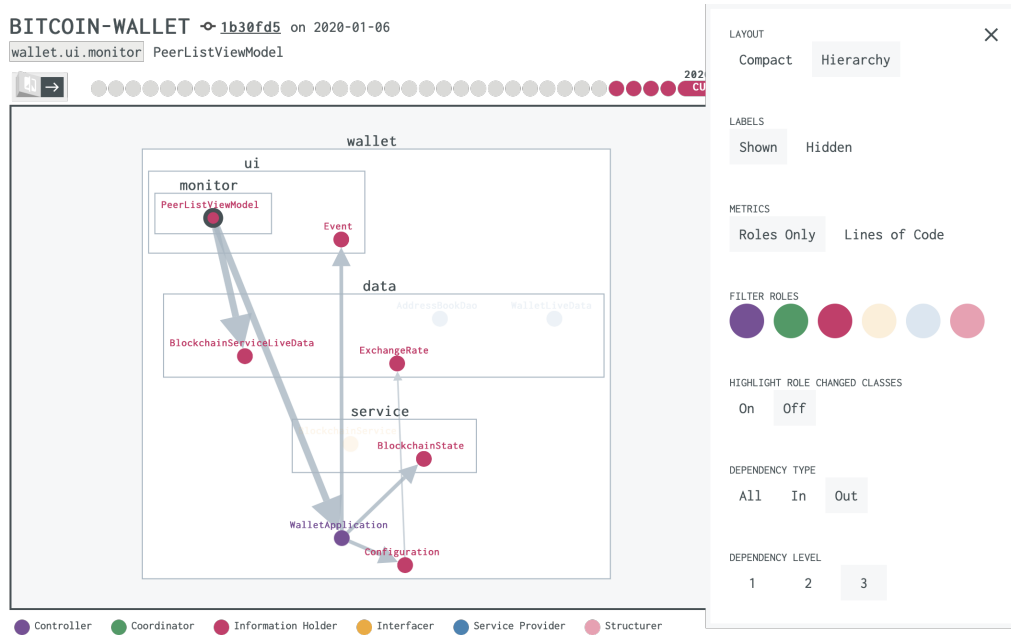 BITCOIN-WALLET 1b30fd5 on 2020-01-06
wallet.ui.monitor PeerListViewModel
2020
CU
wallet
ui
monitor
PeerListViewModel
Event
data
AddressBookDao WalletLiveData
BlockchainServiceLiveData
ExchangeRate
service
BlockchainState
WalletApplication
Configuration
Controller Coordinator Information Holder Interfacer Service Provider Structurer
LAYOUT
Compact Hierarchy
LABELS
Shown Hidden
METRICS
Roles Only Lines of Code
FILTER ROLES
HIGHLIGHT ROLE CHANGED CLASSES
On Off
DEPENDENCY TYPE
All In Out
DEPENDENCY LEVEL
1 2 3